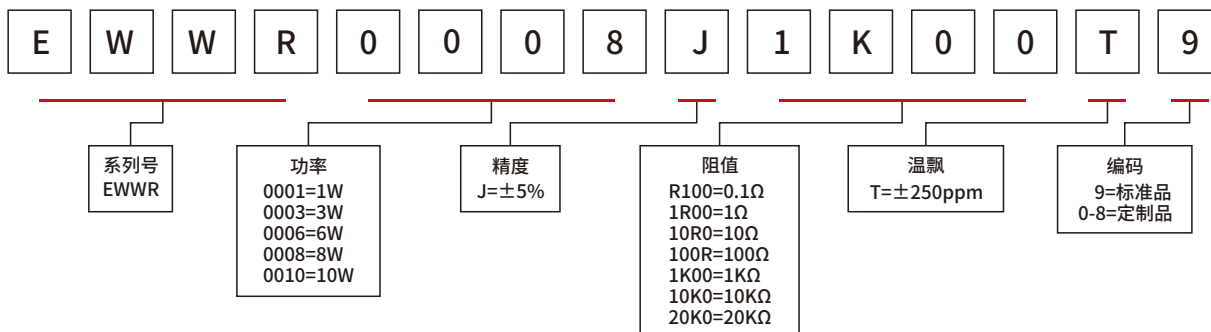 E W W R 0 0 0 8 J 1 K 0 0 T 9
系列号
EWWR
功率
0001=1W
0003=3W
0006=6W
0008=8W
0010=10W
精度
J=±5%
阻值
R100=0.1Ω
1R00=1Ω
10R0=10Ω
100R=100Ω
1K00=1KΩ
10K0=10KΩ
20K0=20KΩ
温飘
T=±250ppm
编码
9=标准品
0-8=定制品